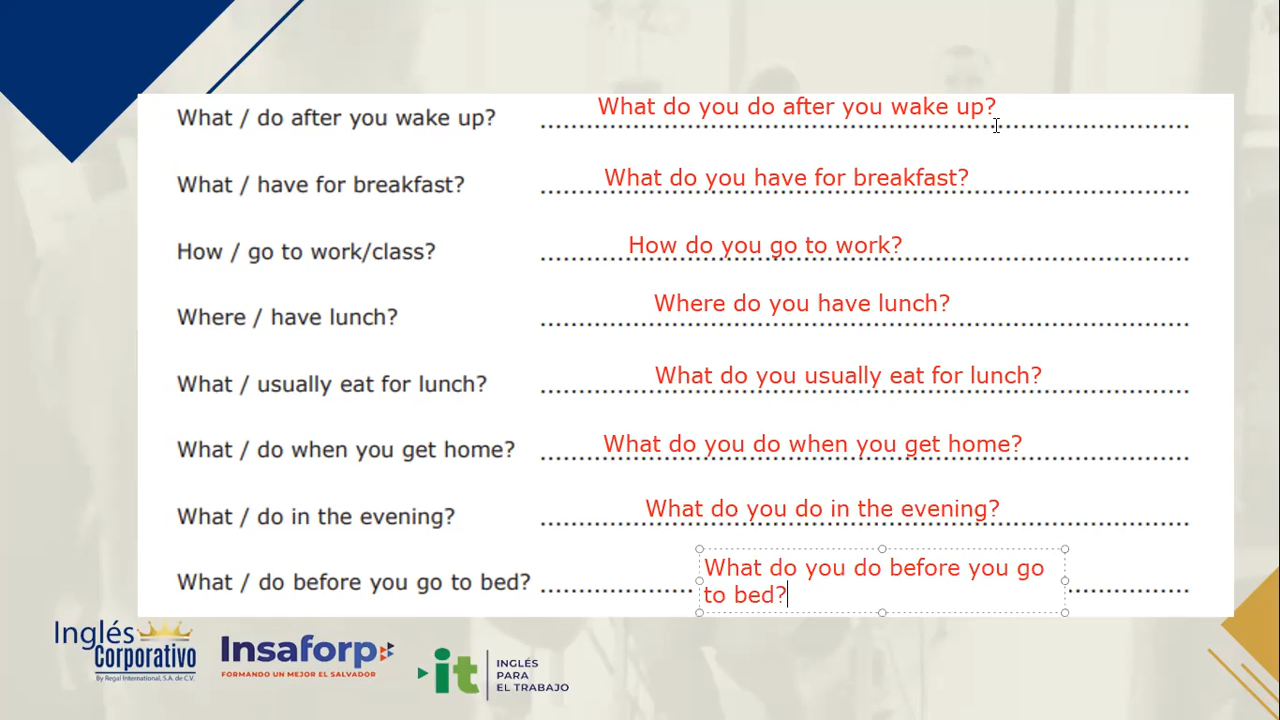 What / do after you wake up? ........ What do you do after you wake up?
What / have for breakfast? ........ What do you have for breakfast?
How / go to work/class? ........ How do you go to work?
Where / have lunch? ........ Where do you have lunch?
What / usually eat for lunch? ........ What do you usually eat for lunch?
What / do when you get home? ........ What do you do when you get home?
What / do in the evening? ........ What do you do in the evening?
What / do before you go to bed? ........ What do you do before you go
to bed?
Inglés
Corporativo
By Regal International, S.A. de C.V.
Insaforp
FORMANDO UN MEJOR EL SALVADOR
it
INGLÉS
PARA
EL TRABAJO